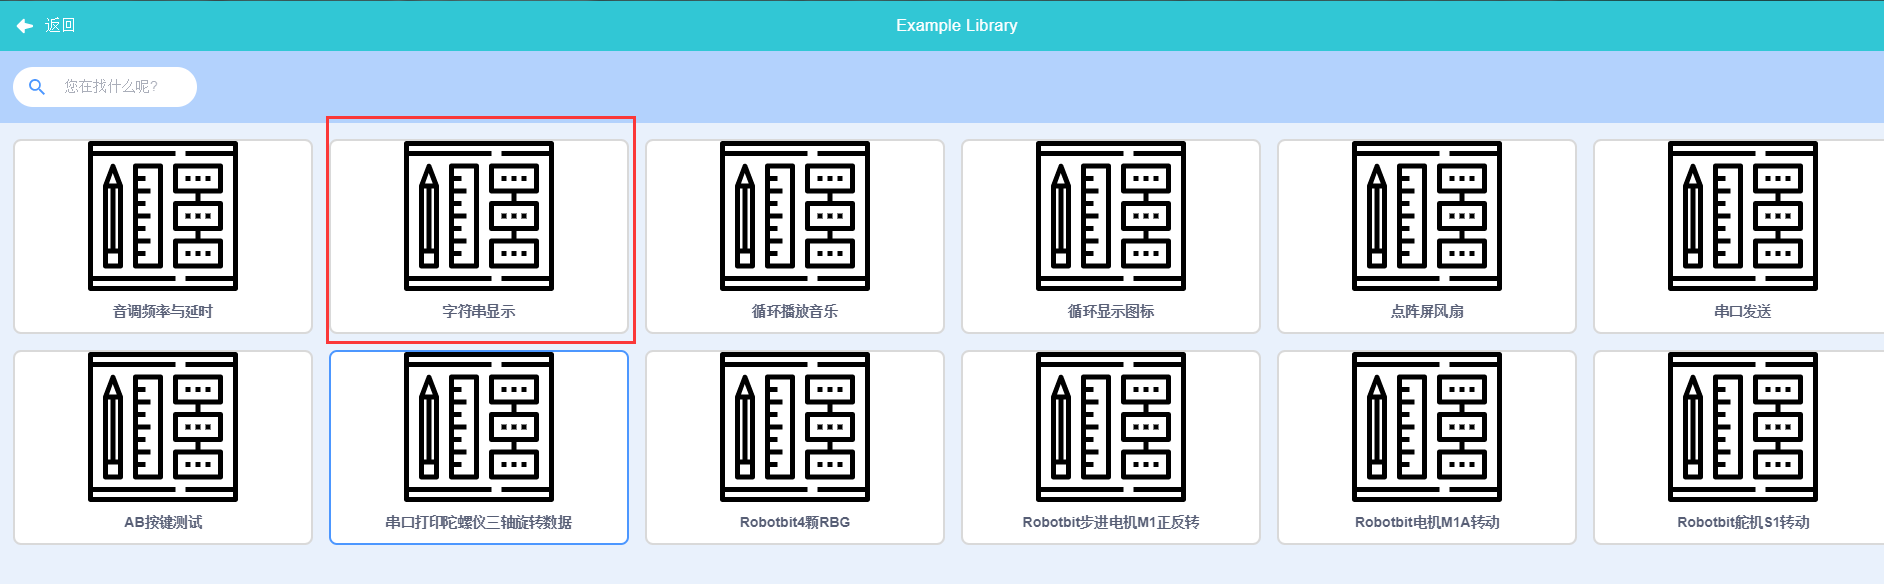 返回
Example Library
您在找什么呢?
音调频率与延时
字符串显示
循环播放音乐
循环显示图标
点阵屏风扇
串口发送
AB按键测试
串口打印陀螺仪三轴旋转数据
Robotbit4颗RBG
Robotbit步进电机M1正反转
Robotbit电机M1A转动
Robotbit舵机S1转动